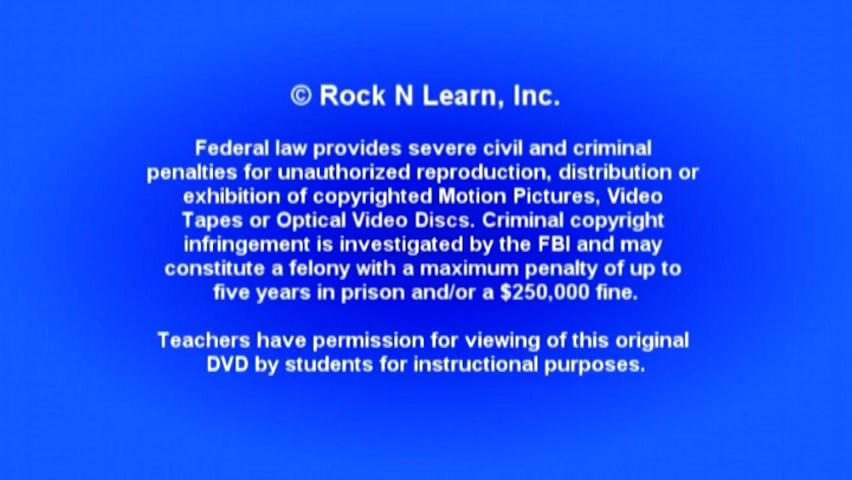 © Rock N Learn, Inc.
Federal law provides severe civil and criminal
penalties for unauthorized reproduction, distribution or
exhibition of copyrighted Motion Pictures, Video
Tapes or Optical Video Discs. Criminal copyright
infringement is investigated by the FBI and may
constitute a felony with a maximum penalty of up to
five years in prison and/or a $250,000 fine.
Teachers have permission for viewing of this original
DVD by students for instructional purposes.